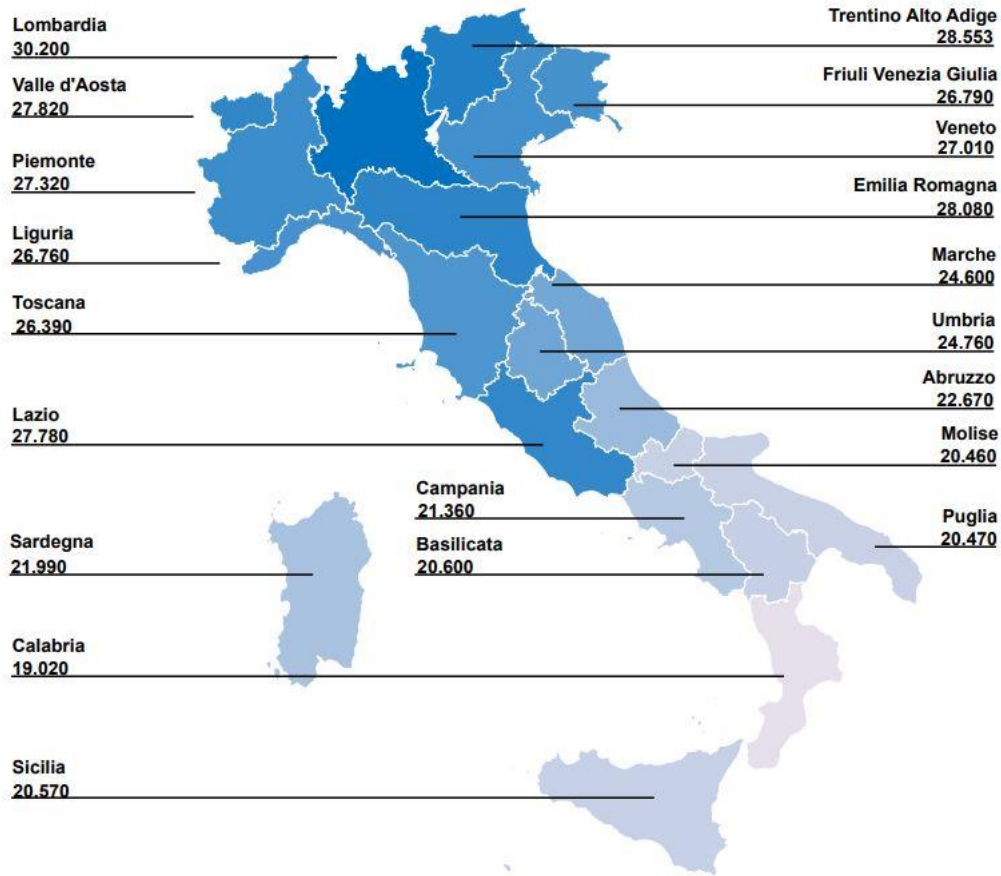 Lombardia
30.200
Valle d'Aosta
27.820
Piemonte
27.320
Liguria
26.760
Toscana
26.390
Lazio
27.780
Sardegna
21.990
Calabria
19.020
Sicilia
20.570
Campania
21.360
Basilicata
20.600
Trentino Alto Adige
28.553
Friuli Venezia Giulia
26.790
Veneto
27.010
Emilia Romagna
28.080
Marche
24.600
Umbria
24.760
Abruzzo
22.670
Molise
20.460
Puglia
20.470